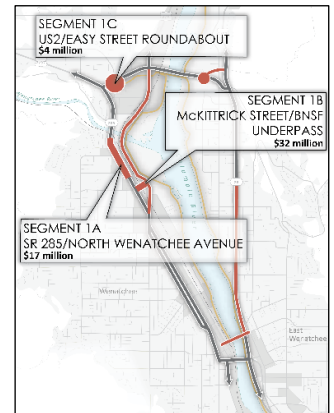 SEGMENT 1C
US2/EASY STREET ROUNDABOUT
$4 million
SEGMENT 1B
McKITTRICK STREET/BNSF
UNDERPASS
$32 million
SEGMENT 1A
SR 285/NORTH WENATCHEE AVENUE
$17 million
Wenatchee
East
Wenatchee